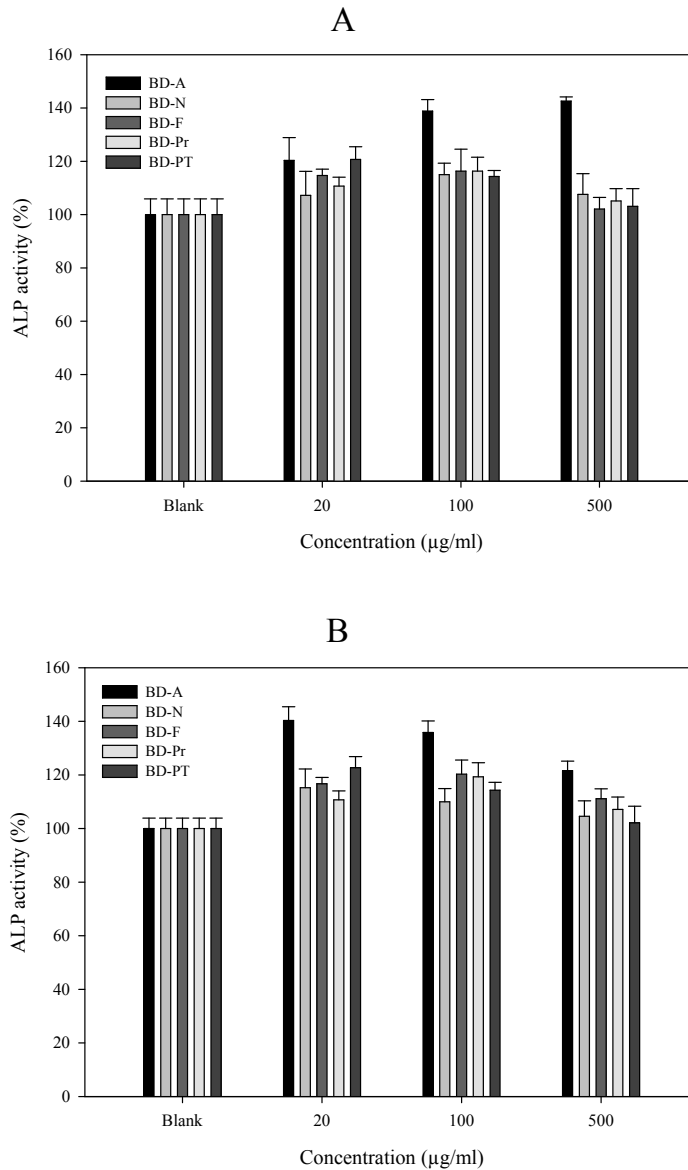 A
160
140
120
100
80
60
40
20
0
ALP activity (%)
BD-A
BD-N
BD-F
BD-Pr
BD-PT
Blank 20 100 500
Concentration (µg/ml)
B
160
140
120
100
80
60
40
20
0
ALP activity (%)
BD-A
BD-N
BD-F
BD-Pr
BD-PT
Blank 20 100 500
Concentration (µg/ml)